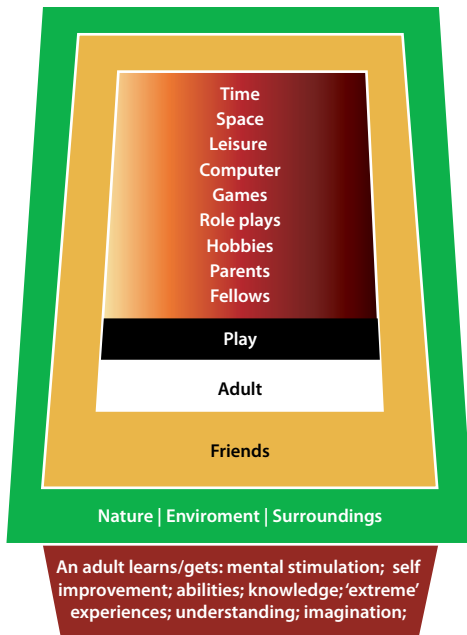 Time
Space
Leisure
Computer
Games
Role plays
Hobbies
Parents
Fellows
Play
Adult
Friends
Nature | Enviroment | Surroundings
An adult learns/gets: mental stimulation; self
improvement; abilities; knowledge; ‘extreme’
experiences; understanding; imagination;